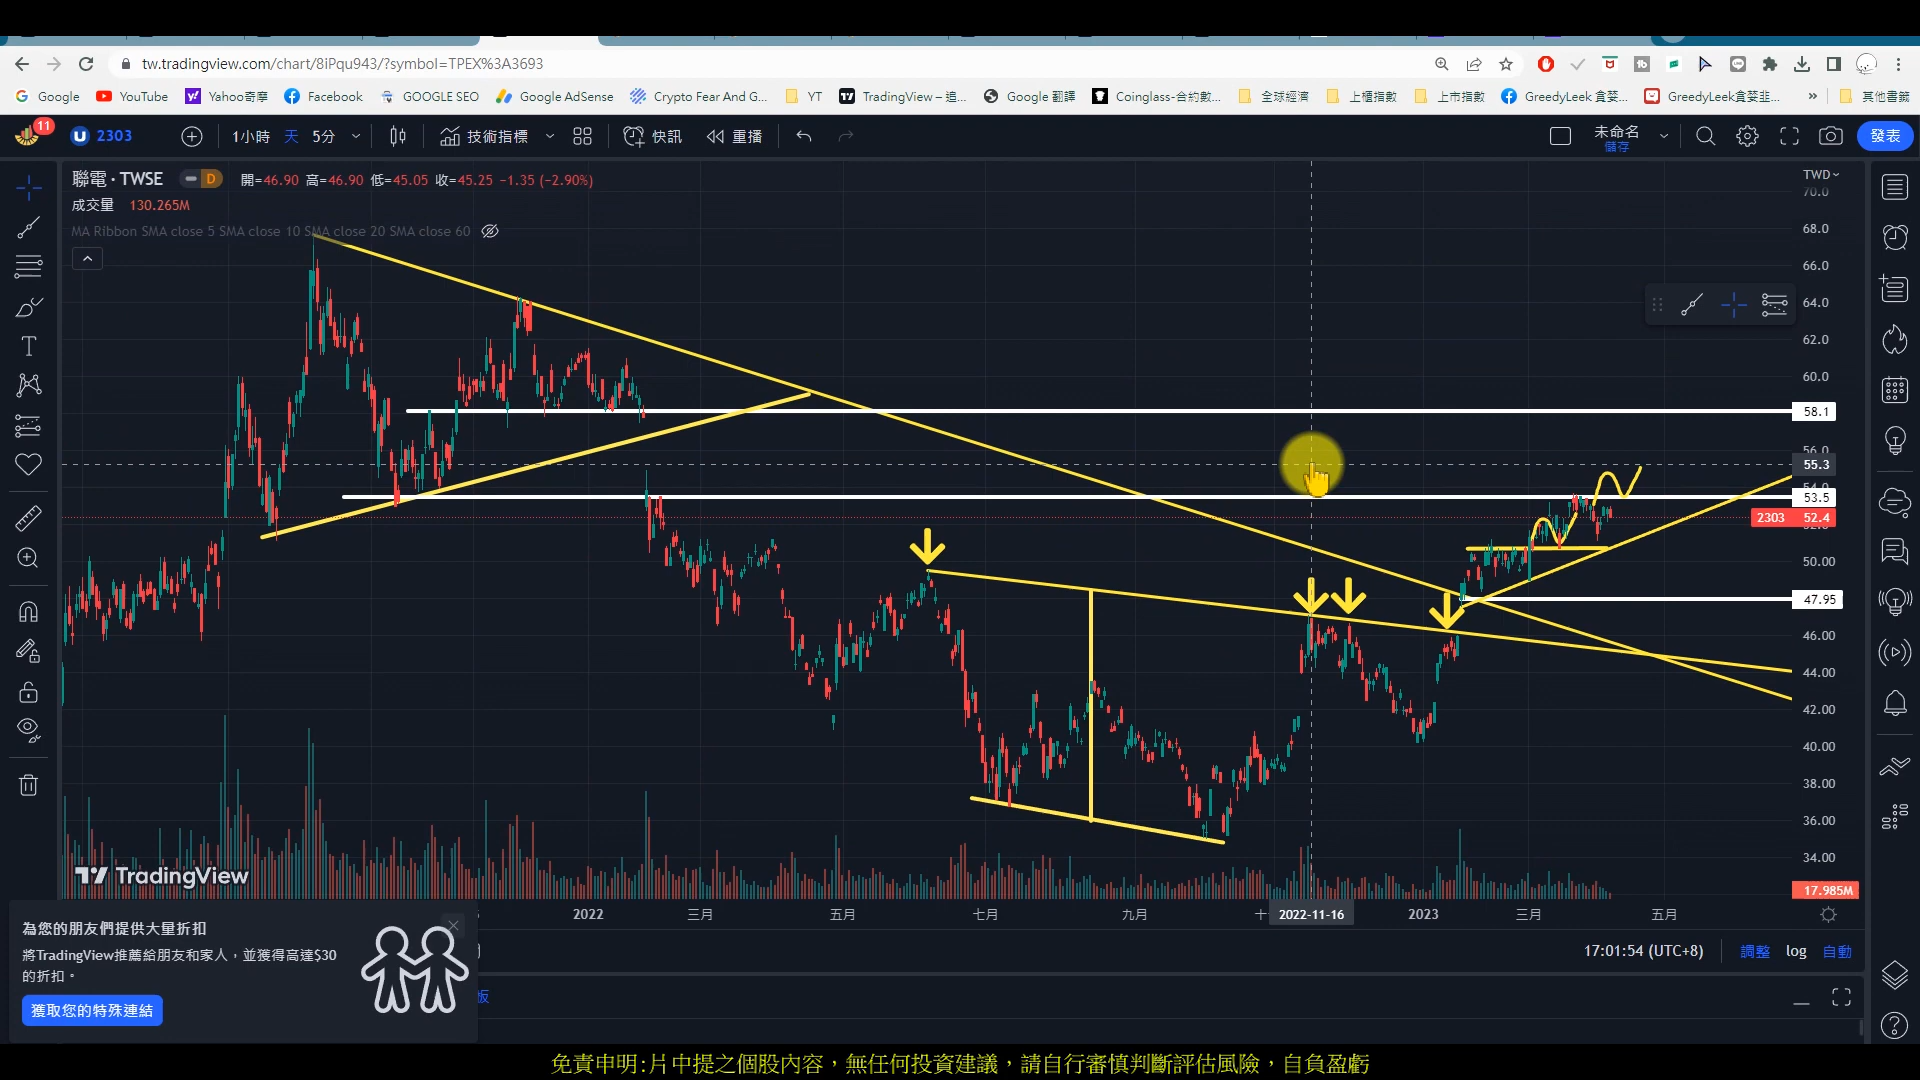 tw.tradingview.com/chart/8iPqu943/?symbol=TPEX%3A3693
Google YouTube Yahoo奇摩 Facebook GOOGLE SEO Google AdSense Crypto Fear And G... YT TradingView – 追... Google 翻譯 Coinglass-合約數... 全球經濟 上櫃指數 上市指數 GreedyLeek 貪婪... GreedyLeek貪婪韭... » 其他書籤
11 2303 1小時 天 5分 技術指標 快訊 重播 未命名 儲存 發表
聯電 · TWSE D 開=46.90 高=46.90 低=45.05 收=45.25 −1.35 (−2.90%)
成交量 130.265M
MA Ribbon SMA close 5 SMA close 10 SMA close 20 SMA close 60
TWD
70.0
68.0
66.0
64.0
62.0
60.0
58.1
56.0
55.3
54.0
53.5
2303 52.4
52.0
50.00
47.95
46.00
44.00
42.00
40.00
38.00
36.00
34.00
17.985M
TradingView
2022 三月 五月 七月 九月 2022-11-16 2023 三月 五月
為您的朋友們提供大量折扣
將TradingView推薦給朋友和家人，並獲得高達$30
的折扣。
獲取您的特殊連結
17:01:54 (UTC+8) 調整 log 自動
板
免責申明:片中提之個股內容，無任何投資建議，請自行審慎判斷評估風險，自負盈虧